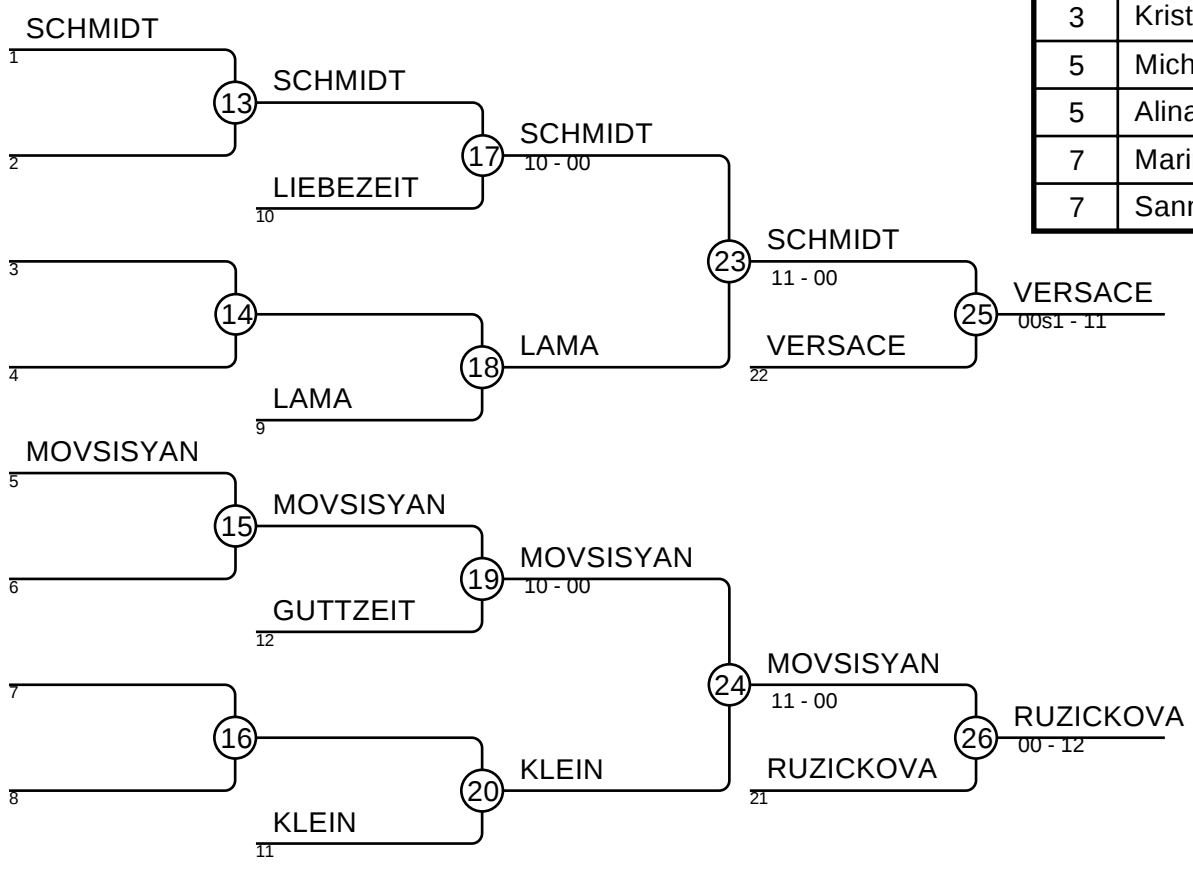 SCHMIDT
1
13
SCHMIDT
2
17
SCHMIDT
10 - 00
LIEBEZEIT
10
3
14
23
SCHMIDT
11 - 00
4
18
LAMA
LAMA
9
VERSACE
22
25
VERSACE
00s1 - 11
MOVSISYAN
5
15
MOVSISYAN
6
19
MOVSISYAN
10 - 00
GUTTZEIT
12
7
16
24
MOVSISYAN
11 - 00
8
20
KLEIN
KLEIN
11
RUZICKOVA
21
26
RUZICKOVA
00 - 12
3 Krist
5 Mich
5 Alina
7 Mari
7